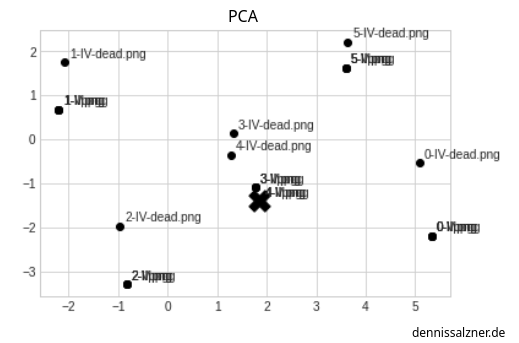 PCA
5-IV-dead.png
2
1-IV-dead.png
1
3-IV-dead.png
0
4-IV-dead.png
0-IV-dead.png
−1
−2
2-IV-dead.png
−3
−2 −1 0 1 2 3 4 5
dennissalzner.de